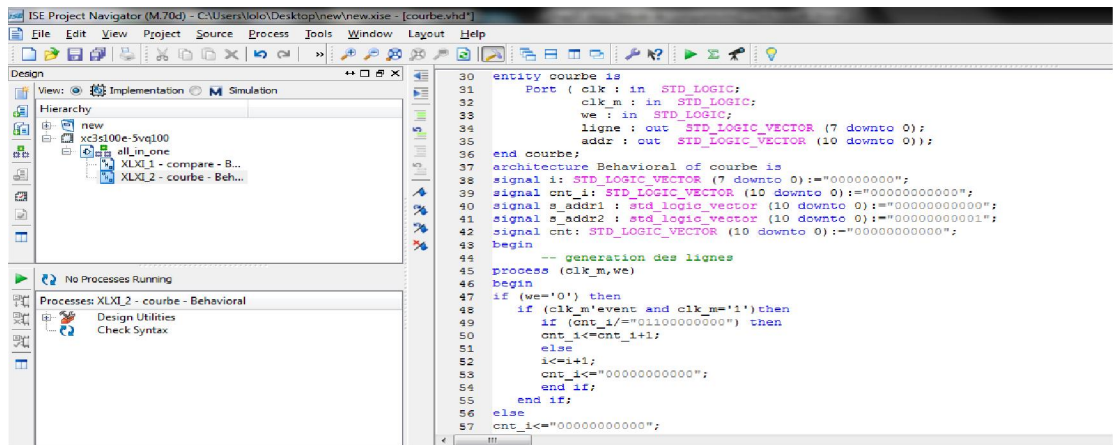 ISE Project Navigator (M.70d) - C:\Users\lolo\Desktop\new\new.xise - [courbe.vhd*]
File Edit View Project Source Process Tools Window Layout Help
Design
View: Implementation Simulation
Hierarchy
new
xc3s100e-5vq100
all_in_one
XLXI_1 - compare - B...
XLXI_2 - courbe - Beh...
No Processes Running
Processes: XLXI_2 - courbe - Behavioral
Design Utilities
Check Syntax
30 entity courbe is
31 Port ( clk : in STD_LOGIC;
32 clk_m : in STD_LOGIC;
33 we : in STD_LOGIC;
34 ligne : out STD_LOGIC_VECTOR (7 downto 0);
35 addr : out STD_LOGIC_VECTOR (10 downto 0));
36 end courbe;
37 architecture Behavioral of courbe is
38 signal i: STD_LOGIC_VECTOR (7 downto 0):="00000000";
39 signal cnt_i: STD_LOGIC_VECTOR (10 downto 0):="00000000000";
40 signal s_addr1 : std_logic_vector (10 downto 0):="00000000000";
41 signal s_addr2 : std_logic_vector (10 downto 0):="00000000001";
42 signal cnt: STD_LOGIC_VECTOR (10 downto 0):="00000000000";
43 begin
44 -- generation des lignes
45 process (clk_m,we)
46 begin
47 if (we='0') then
48 if (clk_m'event and clk_m='1')then
49 if (cnt_i/="01100000000") then
50 cnt_i<=cnt_i+1;
51 else
52 i<=i+1;
53 cnt_i<="00000000000";
54 end if;
55 end if;
56 else
57 cnt_i<="00000000000";